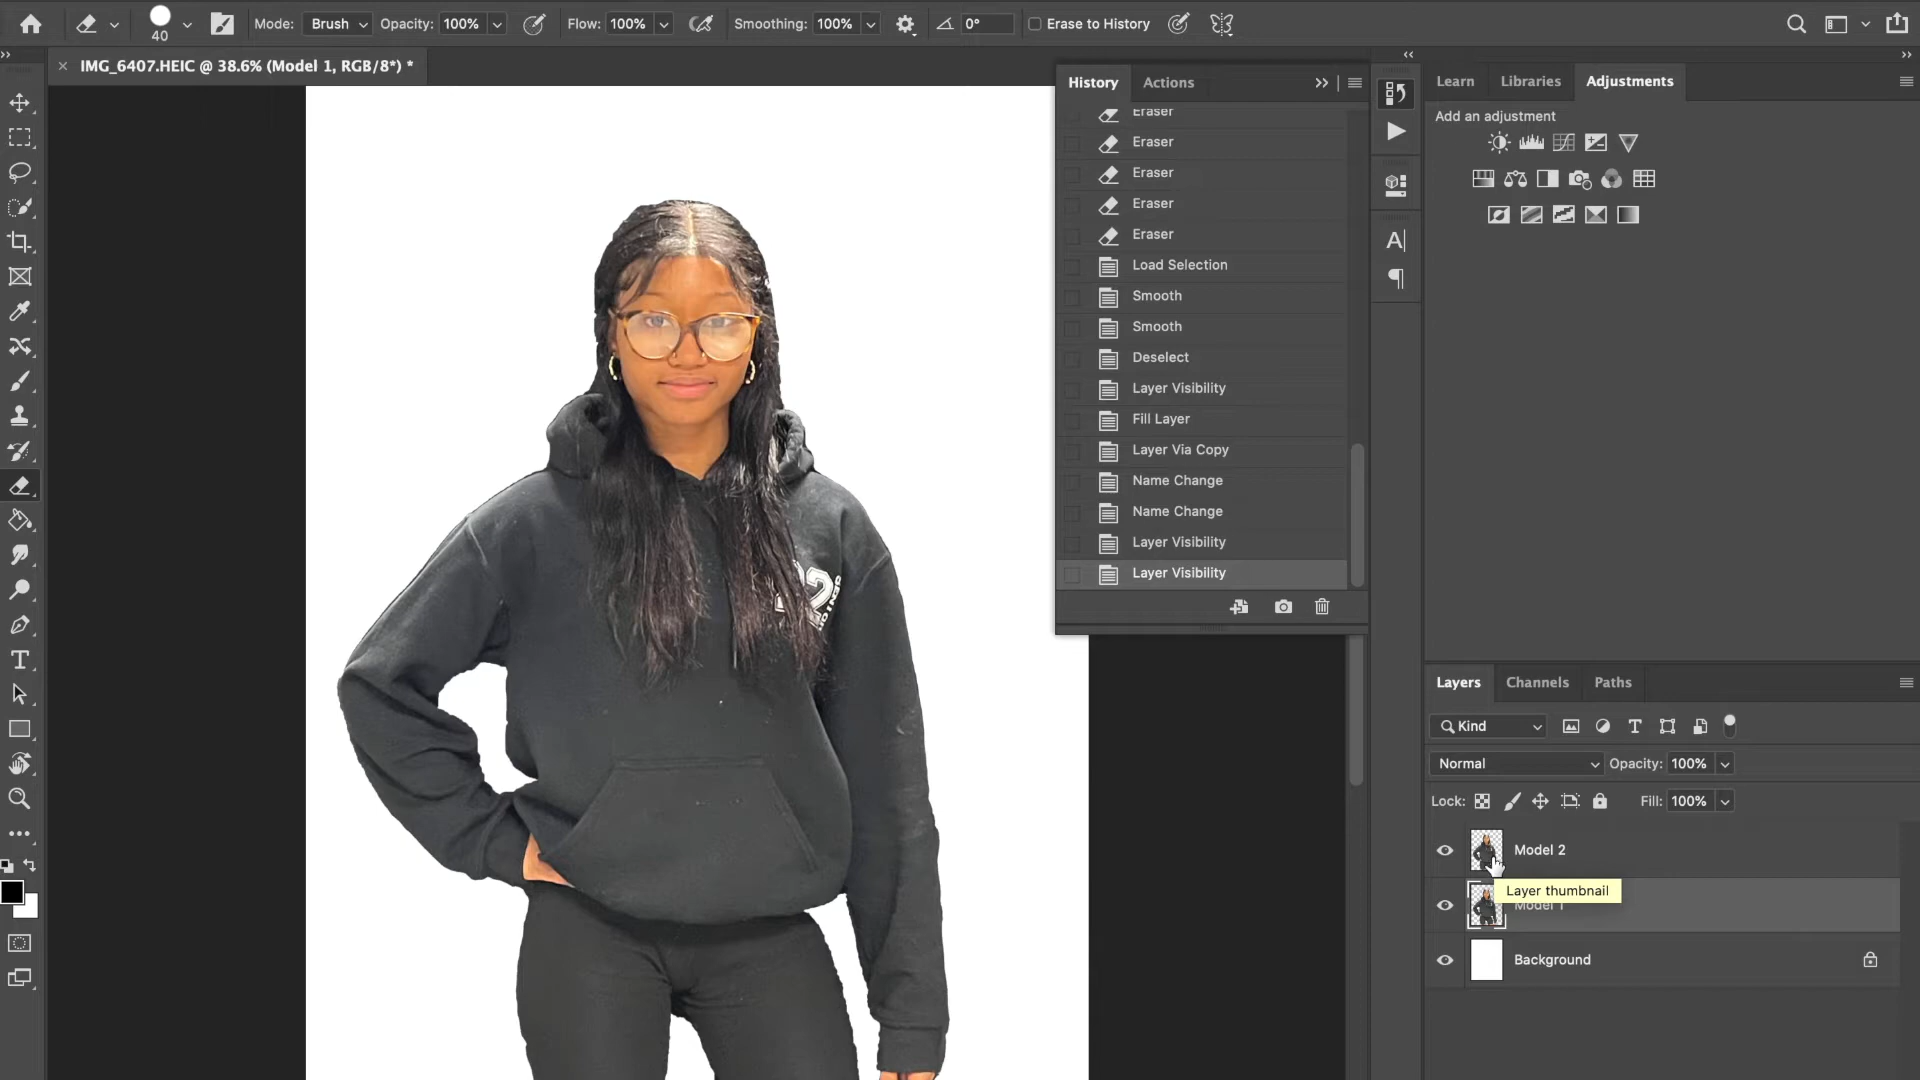 40
Mode: Brush
Opacity: 100%
Flow: 100%
Smoothing: 100%
0°
Erase to History
IMG_6407.HEIC @ 38.6% (Model 1, RGB/8*) *
History
Actions
Eraser
Eraser
Eraser
Eraser
Eraser
Load Selection
Smooth
Smooth
Deselect
Layer Visibility
Fill Layer
Layer Via Copy
Name Change
Name Change
Layer Visibility
Layer Visibility
Learn
Libraries
Adjustments
Add an adjustment
Layers
Channels
Paths
Kind
Normal
Opacity: 100%
Lock:
Fill: 100%
Model 2
Layer thumbnail
Model 1
Background